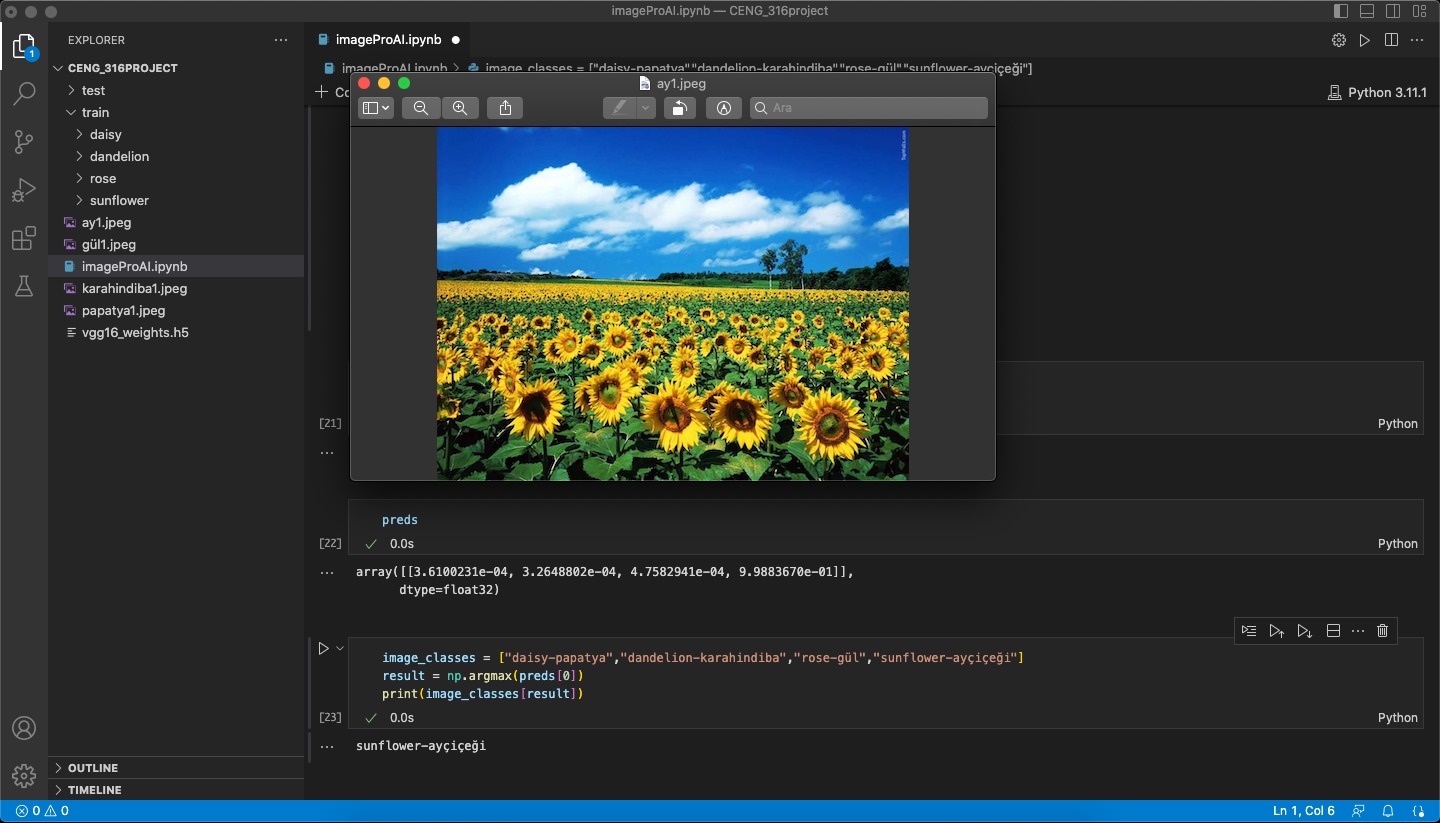 imageProAI.ipynb — CENG_316project
EXPLORER
CENG_316PROJECT
test
train
daisy
dandelion
rose
sunflower
ay1.jpeg
gül1.jpeg
imageProAI.ipynb
karahindiba1.jpeg
papatya1.jpeg
vgg16_weights.h5
OUTLINE
TIMELINE
1
imageProAI.ipynb
imageProAI.ipynb > image_classes = ["daisy-papatya","dandelion-karahindiba","rose-gül","sunflower-ayçiçeği"]
+ Co
Python 3.11.1
ay1.jpeg
Ara
[21]
Python
preds
[22]
0.0s
Python
array([[3.6100231e-04, 3.2648802e-04, 4.7582941e-04, 9.9883670e-01]],
dtype=float32)
image_classes = ["daisy-papatya","dandelion-karahindiba","rose-gül","sunflower-ayçiçeği"]
result = np.argmax(preds[0])
print(image_classes[result])
[23]
0.0s
Python
sunflower-ayçiçeği
0 0
Ln 1, Col 6